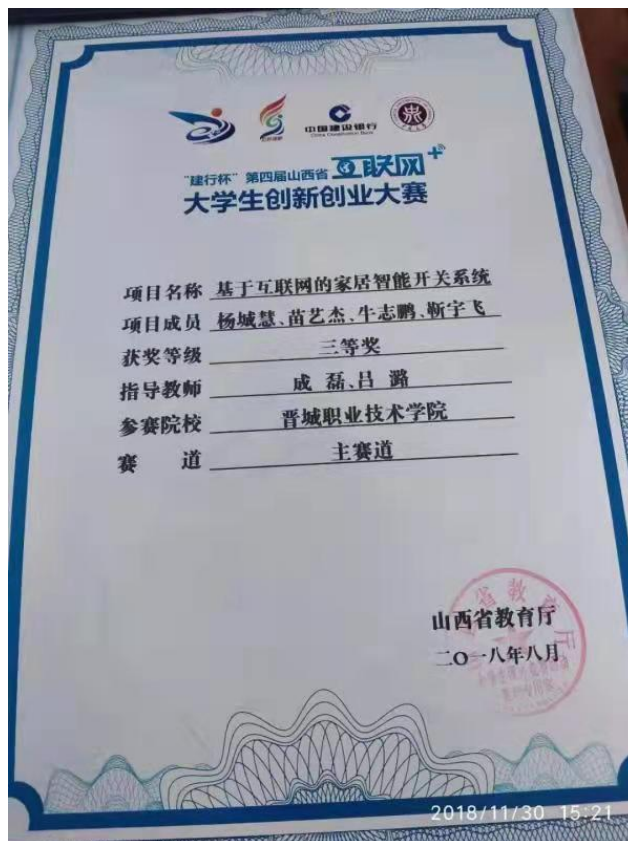 中国建设银行
China Construction Bank
"建行杯"第四届山西省互联网+
大学生创新创业大赛
项目名称 基于互联网的家居智能开关系统
项目成员 杨城慧、苗艺杰、牛志鹏、靳宇飞
获奖等级 三等奖
指导教师 成磊、吕潞
参赛院校 晋城职业技术学院
赛道 主赛道
山西省教育厅
二〇一八年八月
2018/11/30 15:21